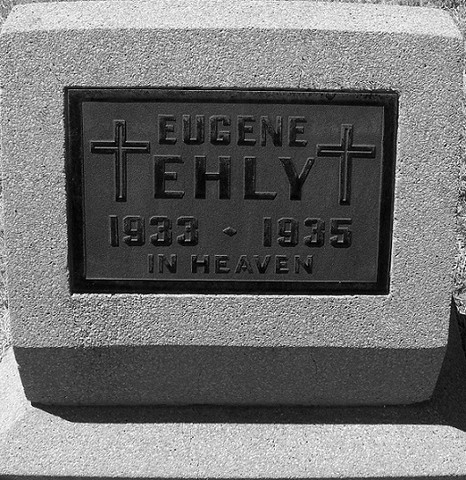 EUGENE
EHLY
1933 • 1935
IN HEAVEN